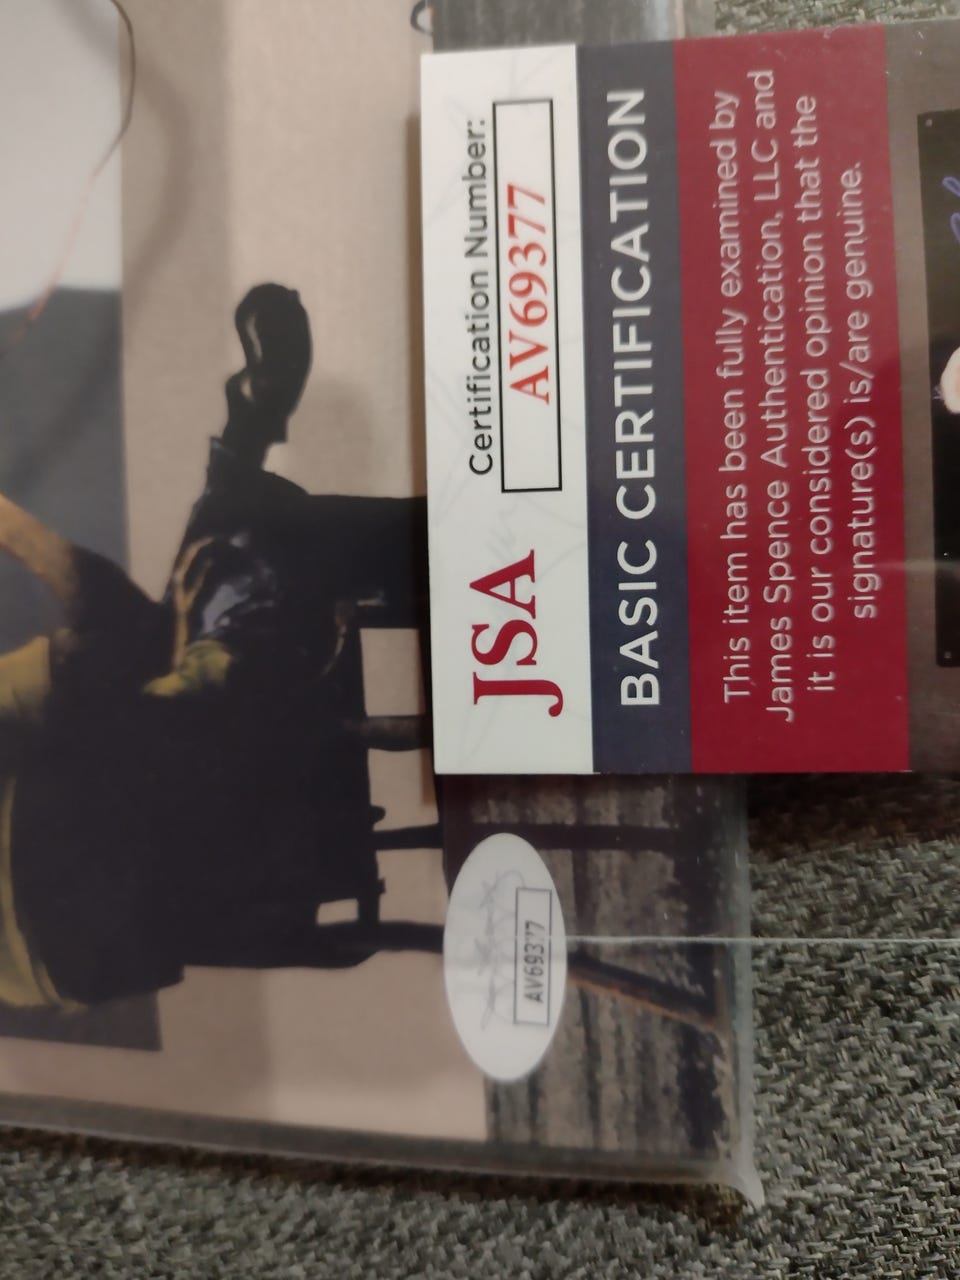 JSA
Certification Number:
AV69377
BASIC CERTIFICATION
This item has been fully examined by
James Spence Authentication, LLC and
it is our considered opinion that the
signature(s) is/are genuine.
AV69377